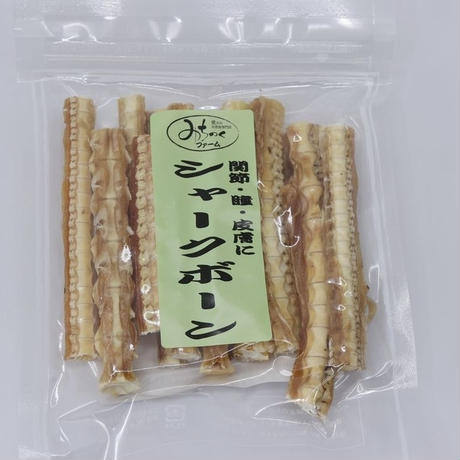 みちのく
ファーム
関節・瞳・皮膚に
シャークボーン